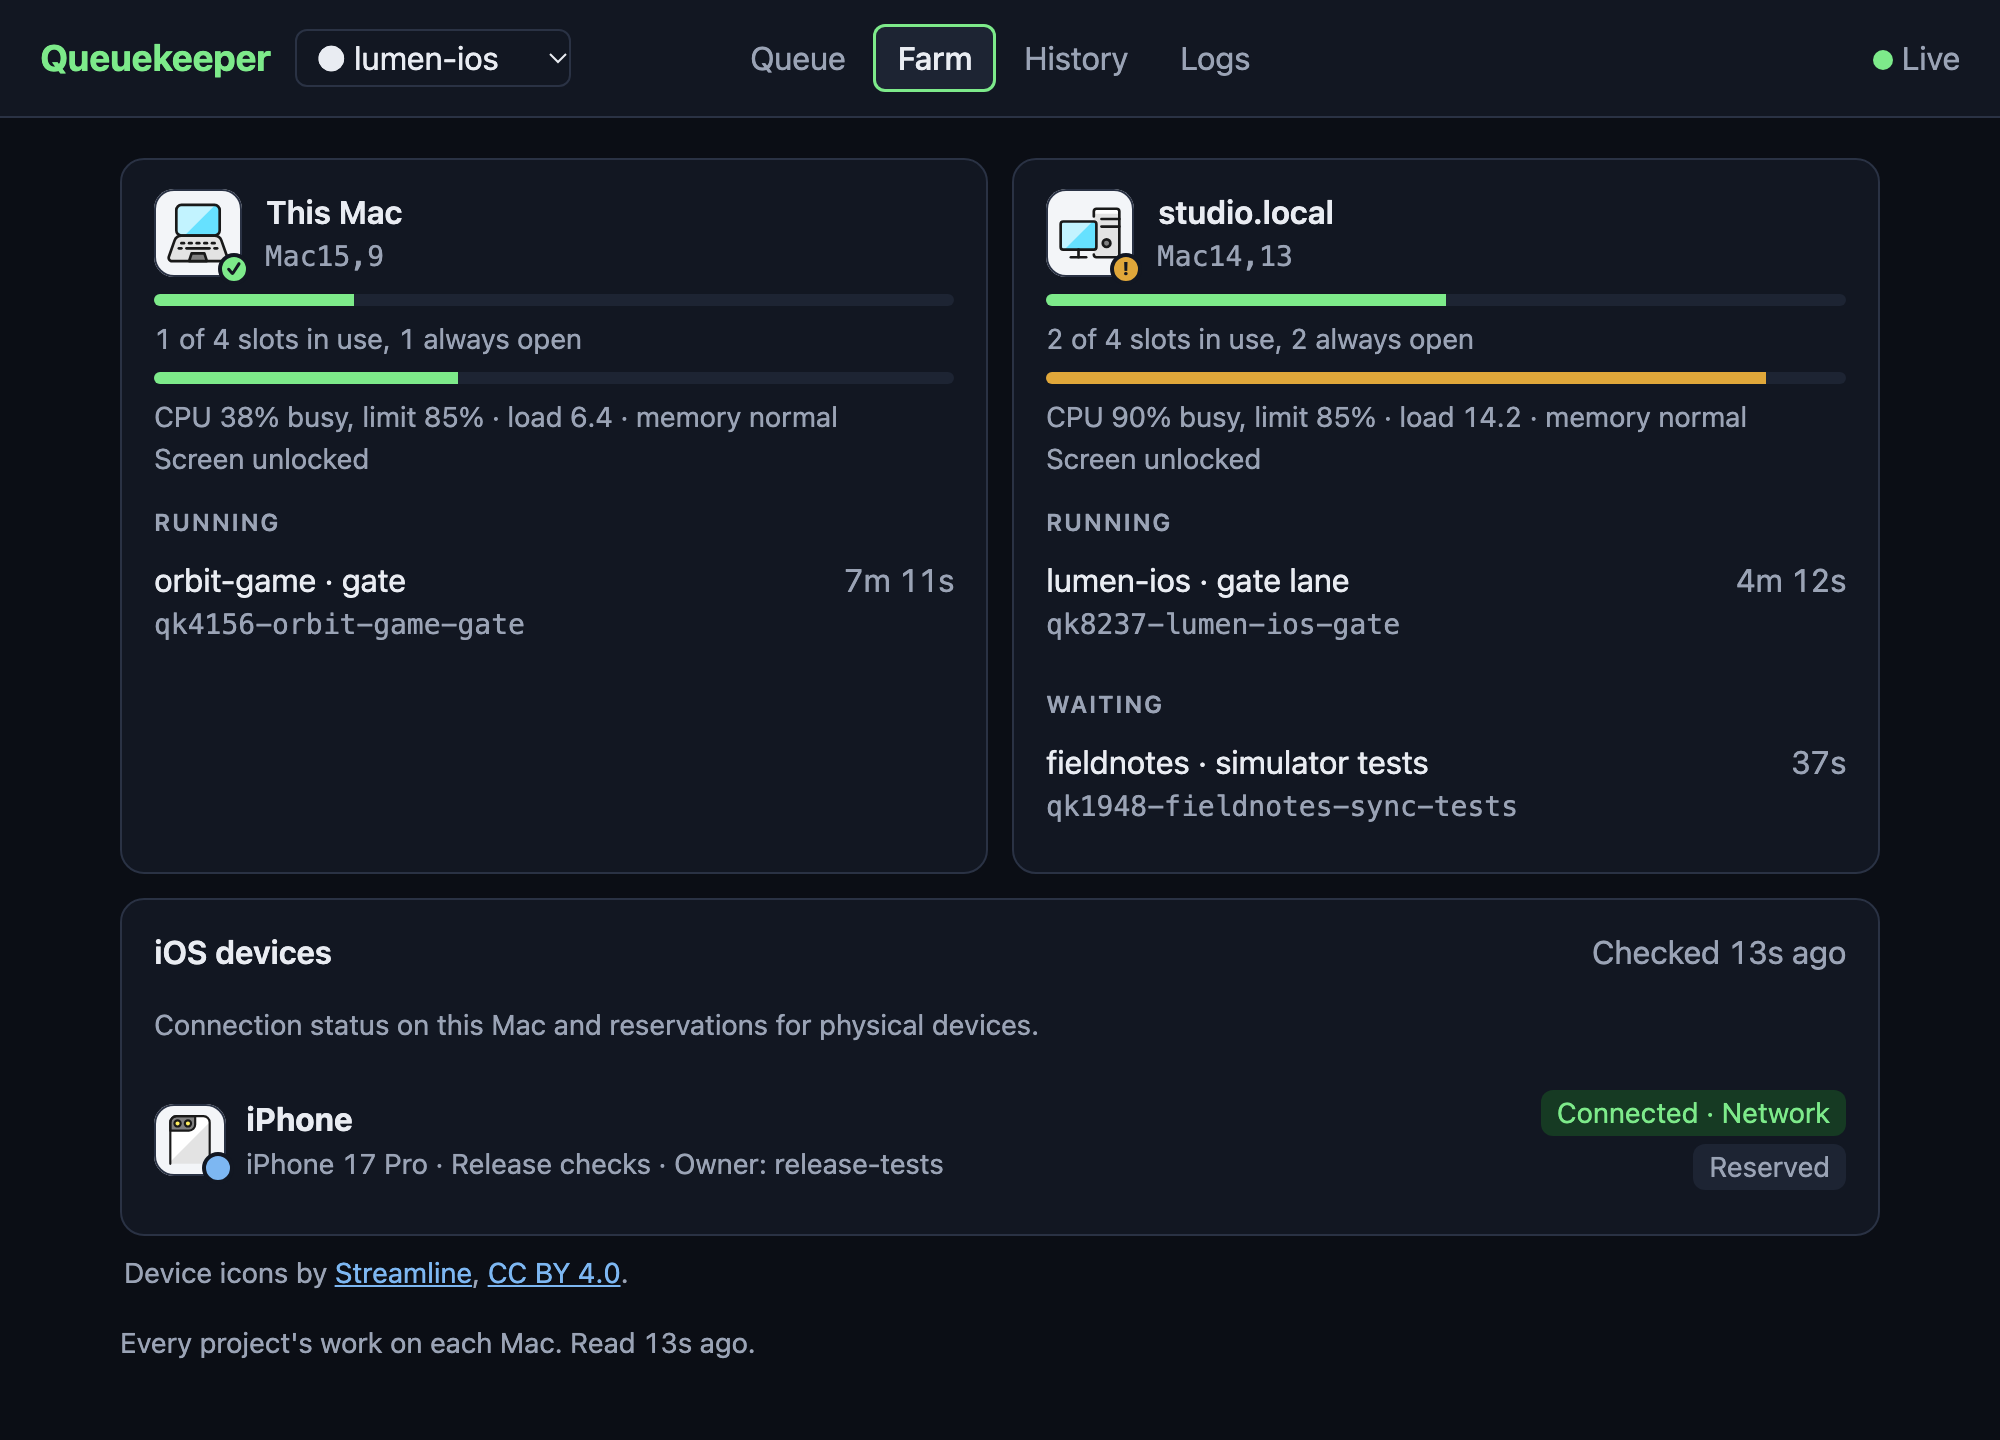 Queuekeeper
lumen-ios
Queue
Farm
History
Logs
Live
This Mac
Mac15,9
1 of 4 slots in use, 1 always open
CPU 38% busy, limit 85% · load 6.4 · memory normal
Screen unlocked
RUNNING
orbit-game · gate
7m 11s
qk4156-orbit-game-gate
studio.local
Mac14,13
2 of 4 slots in use, 2 always open
CPU 90% busy, limit 85% · load 14.2 · memory normal
Screen unlocked
RUNNING
lumen-ios · gate lane
4m 12s
qk8237-lumen-ios-gate
WAITING
fieldnotes · simulator tests
37s
qk1948-fieldnotes-sync-tests
iOS devices
Checked 13s ago
Connection status on this Mac and reservations for physical devices.
iPhone
iPhone 17 Pro · Release checks · Owner: release-tests
Connected · Network
Reserved
Device icons by Streamline, CC BY 4.0.
Every project's work on each Mac. Read 13s ago.